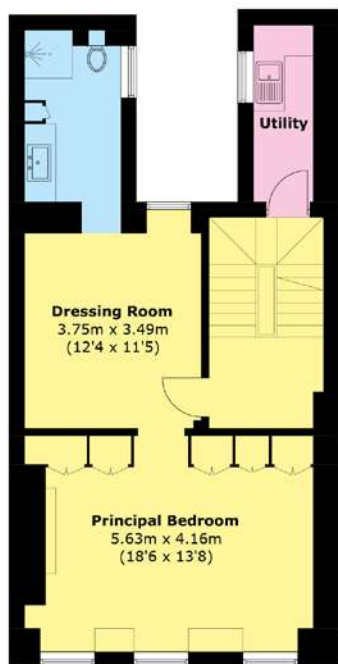 Utility
Dressing Room
3.75m x 3.49m
(12'4 x 11'5)
Principal Bedroom
5.63m x 4.16m
(18'6 x 13'8)